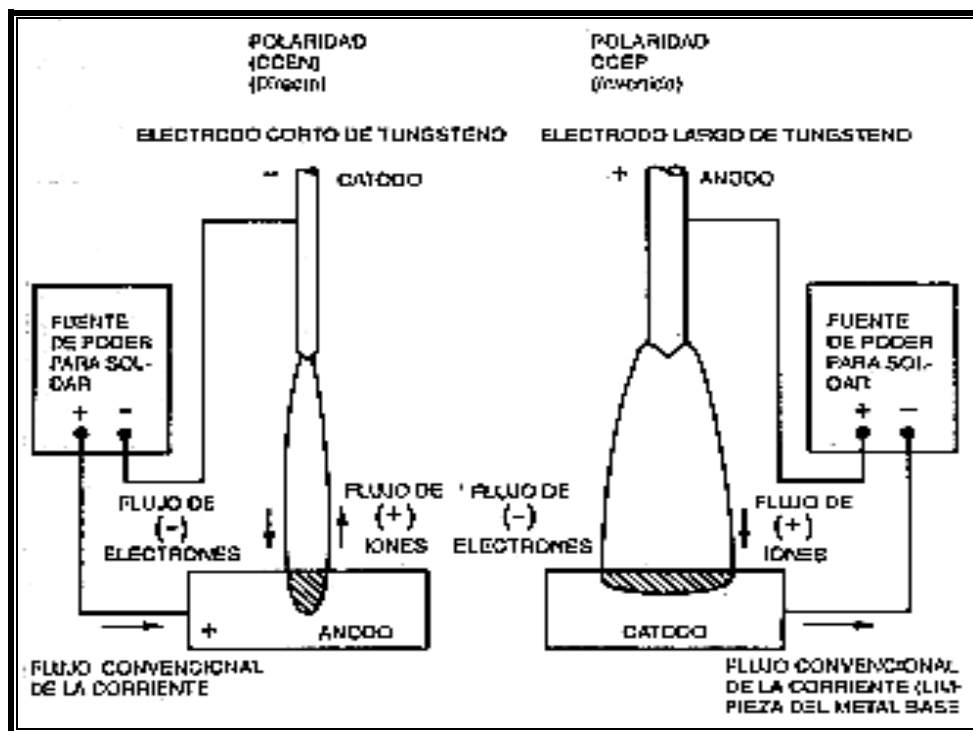 POLARIDAD
(CCEN)
(Directa)
ELECTRODO CORTO DE TUNGSTENO
- CATODO
FUENTE
DE PODER
PARA SOL-
DAR
+ -
FLUJO DE
(-)
ELECTRONES
FLUJO DE
(+)
IONES
+ ANODO
FLUJO CONVENCIONAL
DE LA CORRIENTE
POLARIDAD
CCEP
(Invertida)
ELECTRODO LARGO DE TUNGSTENO
+ ANODO
FUENTE
DE PODER
PARA SOL-
DAR
+ -
FLUJO DE
(-)
ELECTRONES
FLUJO DE
(+)
IONES
CATODO
FLUJO CONVENCIONAL
DE LA CORRIENTE (LIM-
PIEZA DEL METAL BASE